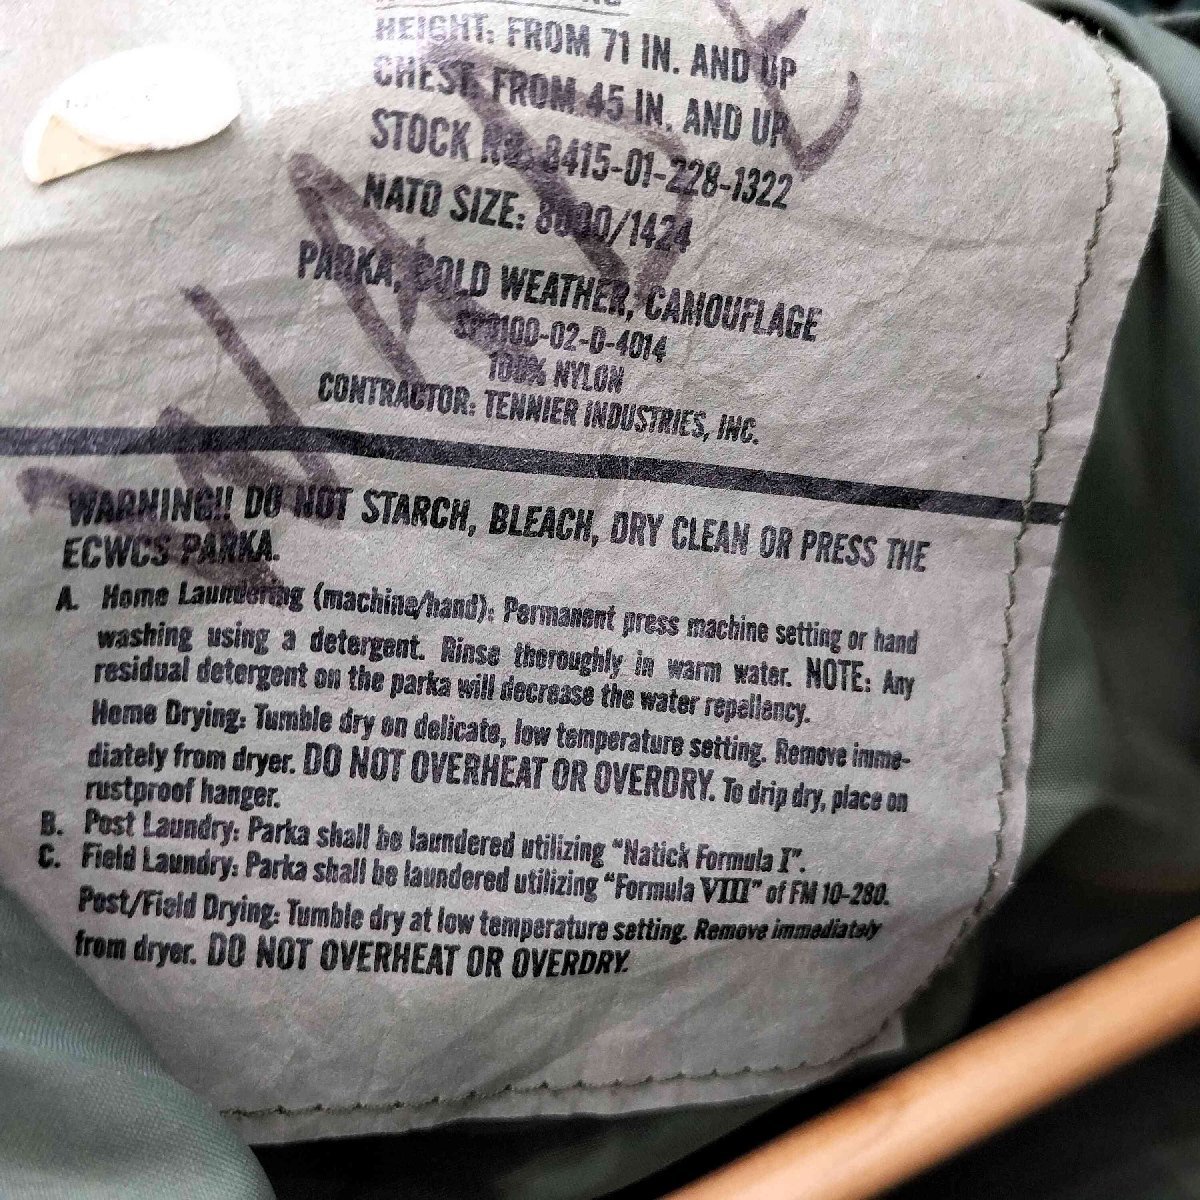 HEIGHT: FROM 71 IN. AND UP
CHEST: FROM 45 IN. AND UP
STOCK No. 8415-01-228-1322
NATO SIZE: 8000/1424
PARKA, COLD WEATHER, CAMOUFLAGE
SP0100-02-D-4014
100% NYLON
CONTRACTOR: TENNIER INDUSTRIES, INC.
WARNING!! DO NOT STARCH, BLEACH, DRY CLEAN OR PRESS THE
ECWCS PARKA.
A. Home Laundering (machine/hand): Permanent press machine setting or hand
washing using a detergent. Rinse thoroughly in warm water. NOTE: Any
residual detergent on the parka will decrease the water repellency.
Home Drying: Tumble dry on delicate, low temperature setting. Remove imme-
diately from dryer. DO NOT OVERHEAT OR OVERDRY. To drip dry, place on
rustproof hanger.
B. Post Laundry: Parka shall be laundered utilizing "Natick Formula I".
C. Field Laundry: Parka shall be laundered utilizing "Formula VIII" of FM 10-280.
Post/Field Drying: Tumble dry at low temperature setting. Remove immediately
from dryer. DO NOT OVERHEAT OR OVERDRY.